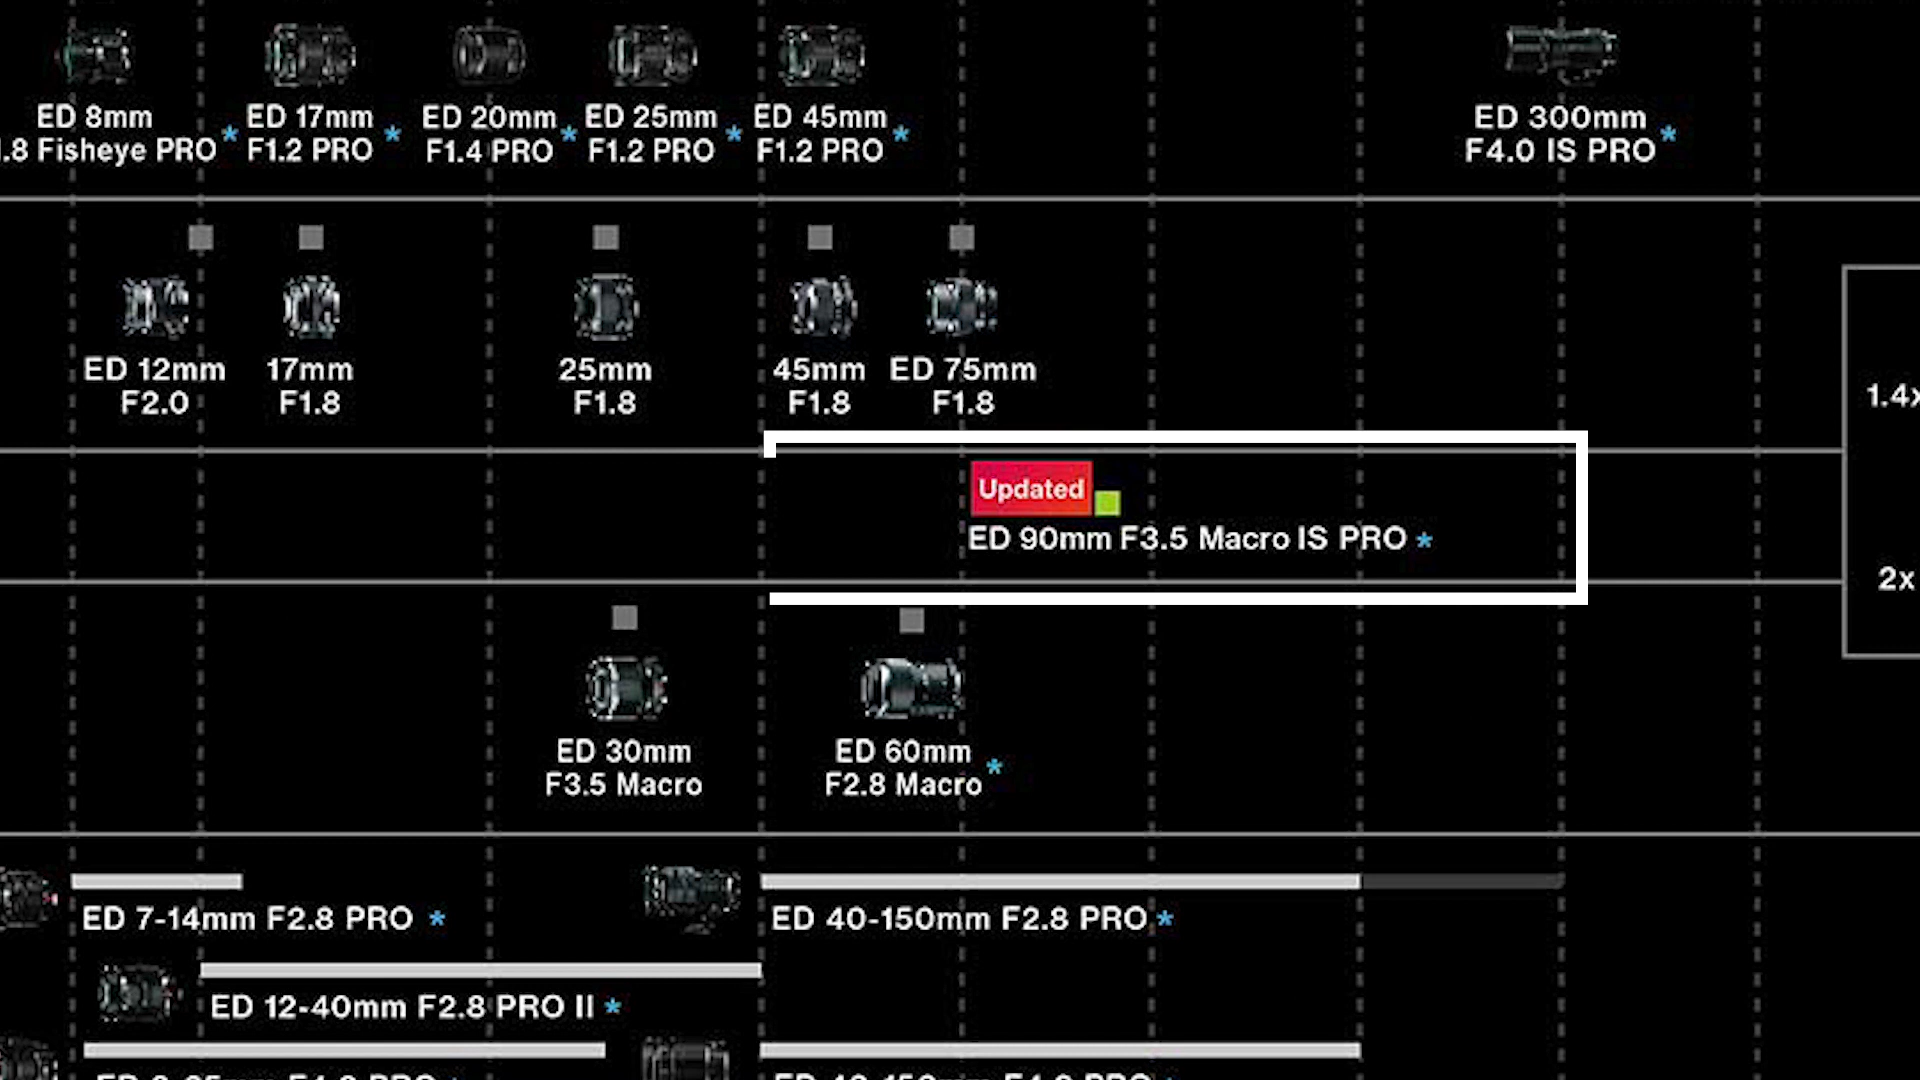 ED 8mm
.8 Fisheye PRO *
ED 17mm
F1.2 PRO *
ED 20mm
F1.4 PRO *
ED 25mm
F1.2 PRO *
ED 45mm
F1.2 PRO *
ED 300mm
F4.0 IS PRO *
ED 12mm
F2.0
17mm
F1.8
25mm
F1.8
45mm
F1.8
ED 75mm
F1.8
1.4x
Updated
ED 90mm F3.5 Macro IS PRO *
2x
ED 30mm
F3.5 Macro
ED 60mm
F2.8 Macro *
ED 7-14mm F2.8 PRO *
ED 40-150mm F2.8 PRO *
ED 12-40mm F2.8 PRO II *